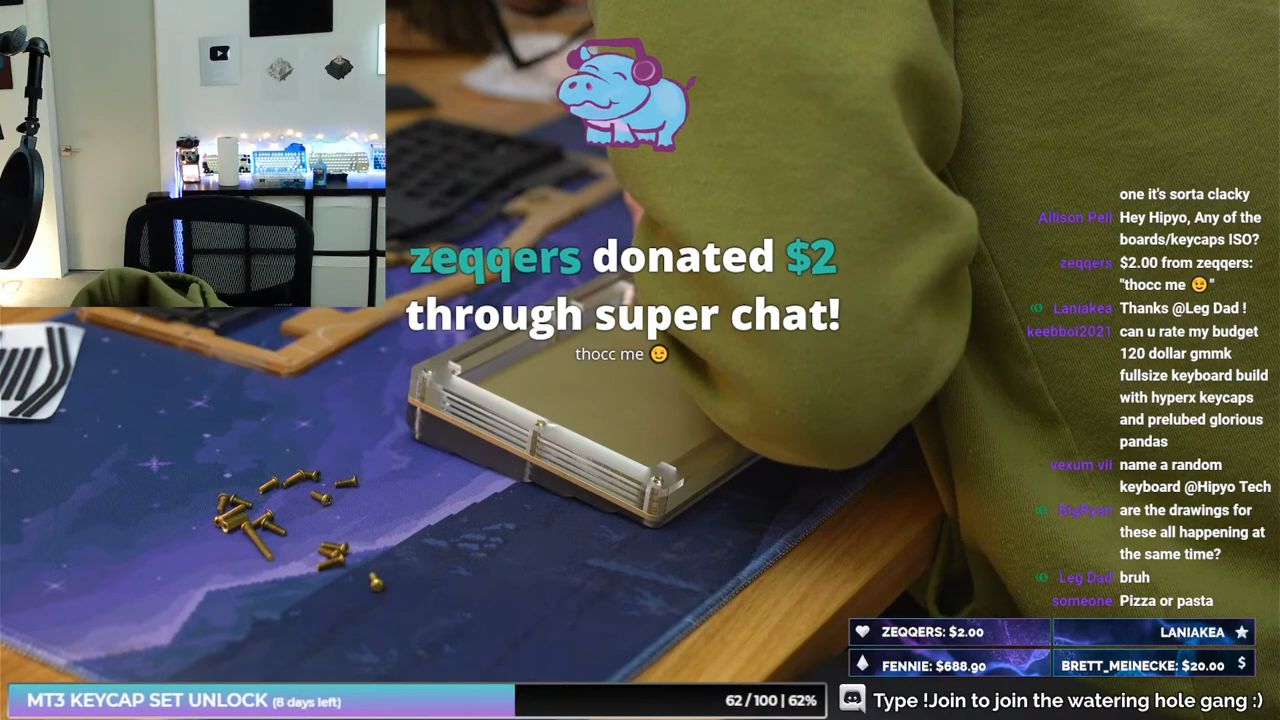 zeqqers donated $2
through super chat!
thocc me 😉
one it's sorta clacky
Allison Pell Hey Hipyo, Any of the
boards/keycaps ISO?
zeqqers $2.00 from zeqqers:
"thocc me 😉"
Laniakea Thanks @Leg Dad !
keebboi2021 can u rate my budget
120 dollar gmmk
fullsize keyboard build
with hyperx keycaps
and prelubed glorious
pandas
vexum vii name a random
keyboard @Hipyo Tech
BigRyan are the drawings for
these all happening at
the same time?
Leg Dad bruh
someone Pizza or pasta
ZEQQERS: $2.00
LANIAKEA
FENNIE: $688.90
BRETT_MEINECKE: $20.00
MT3 KEYCAP SET UNLOCK (8 days left)
62 / 100 | 62%
Type !Join to join the watering hole gang :)